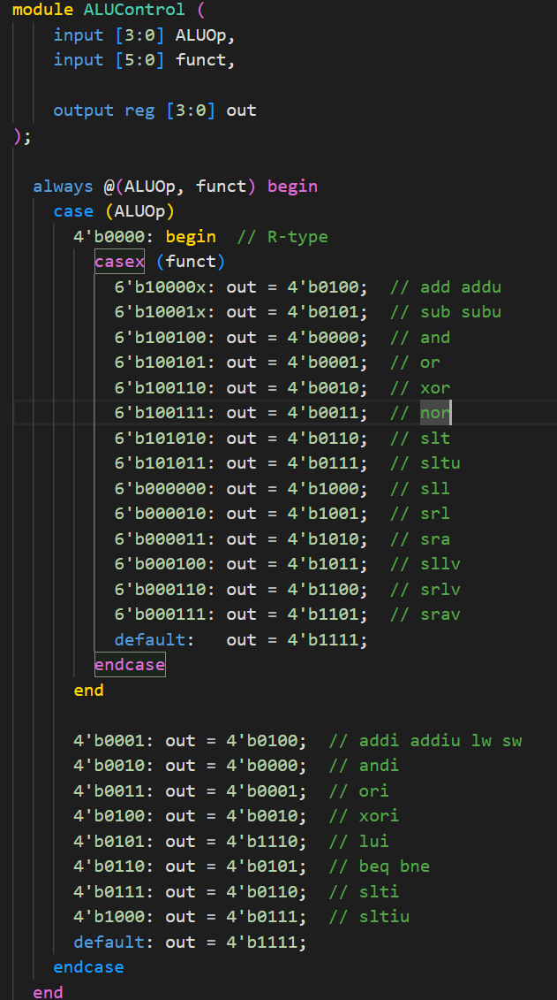 module ALUControl (
    input [3:0] ALUOp,
    input [5:0] funct,

    output reg [3:0] out
);

  always @(ALUOp, funct) begin
    case (ALUOp)
      4'b0000: begin  // R-type
        casex (funct)
          6'b10000x: out = 4'b0100;  // add addu
          6'b10001x: out = 4'b0101;  // sub subu
          6'b100100: out = 4'b0000;  // and
          6'b100101: out = 4'b0001;  // or
          6'b100110: out = 4'b0010;  // xor
          6'b100111: out = 4'b0011;  // nor
          6'b101010: out = 4'b0110;  // slt
          6'b101011: out = 4'b0111;  // sltu
          6'b000000: out = 4'b1000;  // sll
          6'b000010: out = 4'b1001;  // srl
          6'b000011: out = 4'b1010;  // sra
          6'b000100: out = 4'b1011;  // sllv
          6'b000110: out = 4'b1100;  // srlv
          6'b000111: out = 4'b1101;  // srav
          default:   out = 4'b1111;
        endcase
      end

      4'b0001: out = 4'b0100;  // addi addiu lw sw
      4'b0010: out = 4'b0000;  // andi
      4'b0011: out = 4'b0001;  // ori
      4'b0100: out = 4'b0010;  // xori
      4'b0101: out = 4'b1110;  // lui
      4'b0110: out = 4'b0101;  // beq bne
      4'b0111: out = 4'b0110;  // slti
      4'b1000: out = 4'b0111;  // sltiu
      default: out = 4'b1111;
    endcase
  end